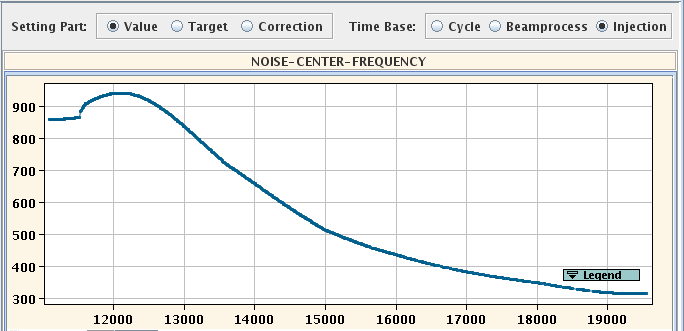 Setting Part: Value Target Correction Time Base: Cycle Beamprocess Injection
NOISE-CENTER-FREQUENCY
900
800
700
600
500
400
Legend
300
12000 13000 14000 15000 16000 17000 18000 19000